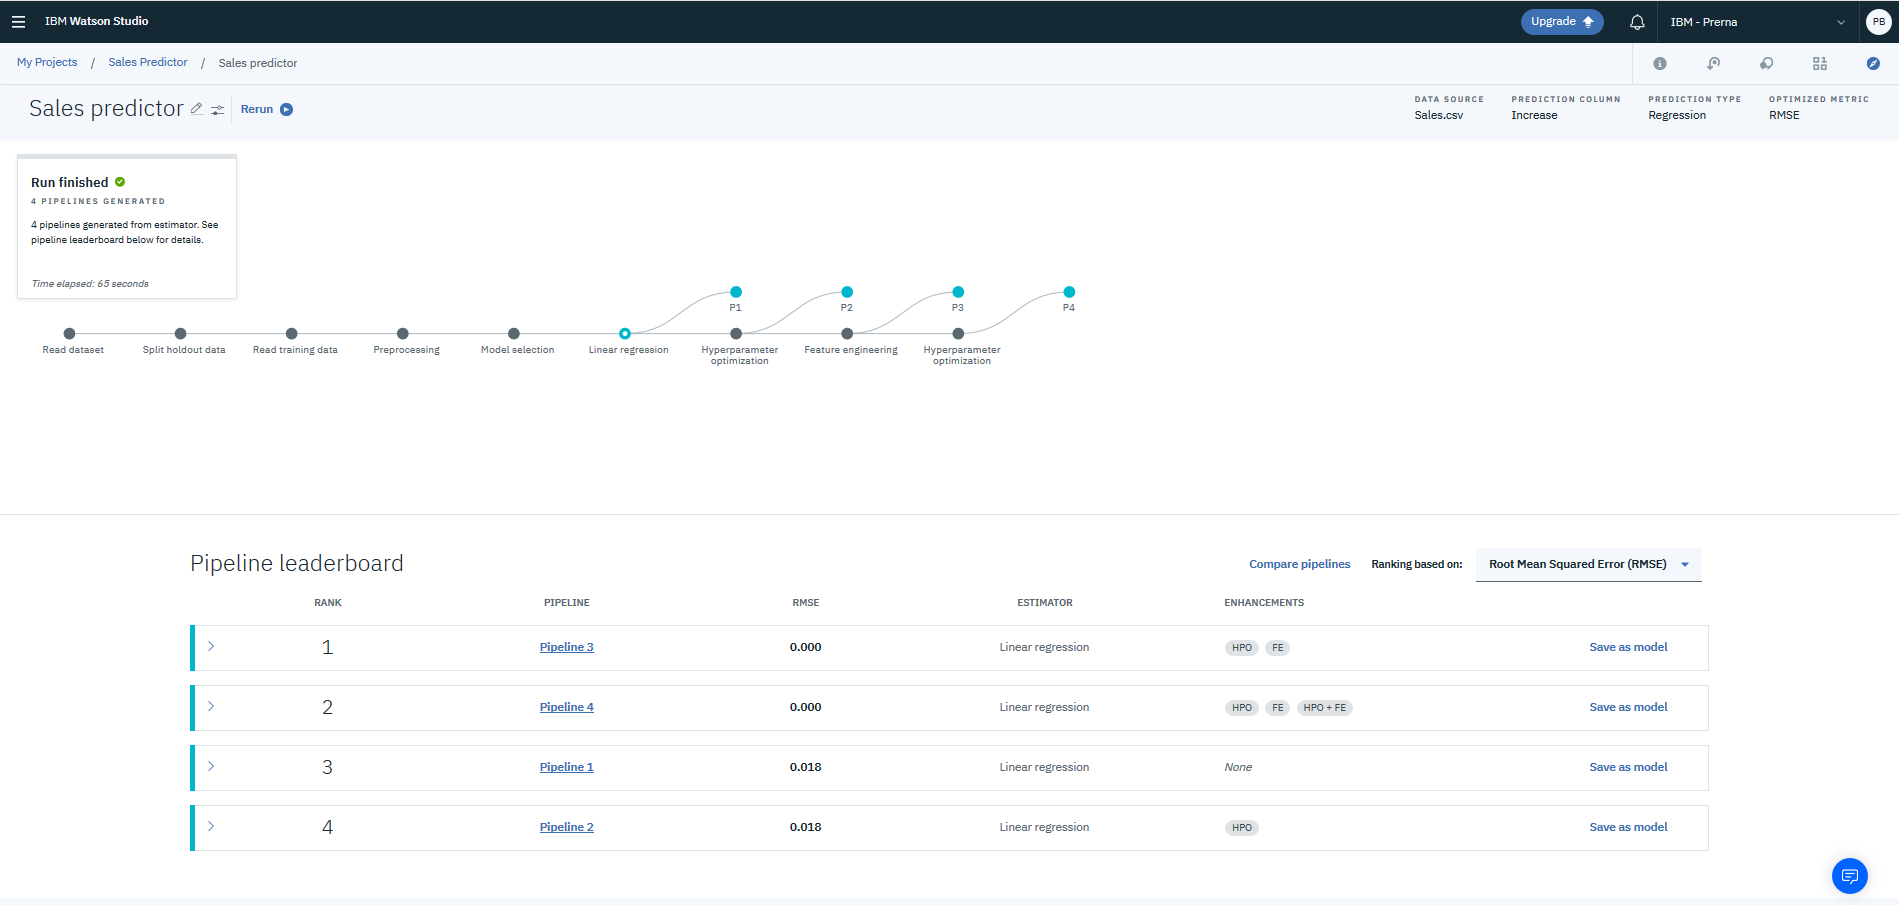 IBM Watson Studio
Upgrade
IBM - Prerna
PB
My Projects / Sales Predictor / Sales predictor
Sales predictor
Rerun
DATA SOURCE
Sales.csv
PREDICTION COLUMN
Increase
PREDICTION TYPE
Regression
OPTIMIZED METRIC
RMSE
Run finished
4 PIPELINES GENERATED
4 pipelines generated from estimator. See
pipeline leaderboard below for details.
Time elapsed: 65 seconds
P1
P2
P3
P4
Read dataset
Split holdout data
Read training data
Preprocessing
Model selection
Linear regression
Hyperparameter
optimization
Feature engineering
Hyperparameter
optimization
Pipeline leaderboard
Compare pipelines
Ranking based on:
Root Mean Squared Error (RMSE)
RANK PIPELINE RMSE ESTIMATOR ENHANCEMENTS
1 Pipeline 3 0.000 Linear regression HPO FE Save as model
2 Pipeline 4 0.000 Linear regression HPO FE HPO + FE Save as model
3 Pipeline 1 0.018 Linear regression None Save as model
4 Pipeline 2 0.018 Linear regression HPO Save as model